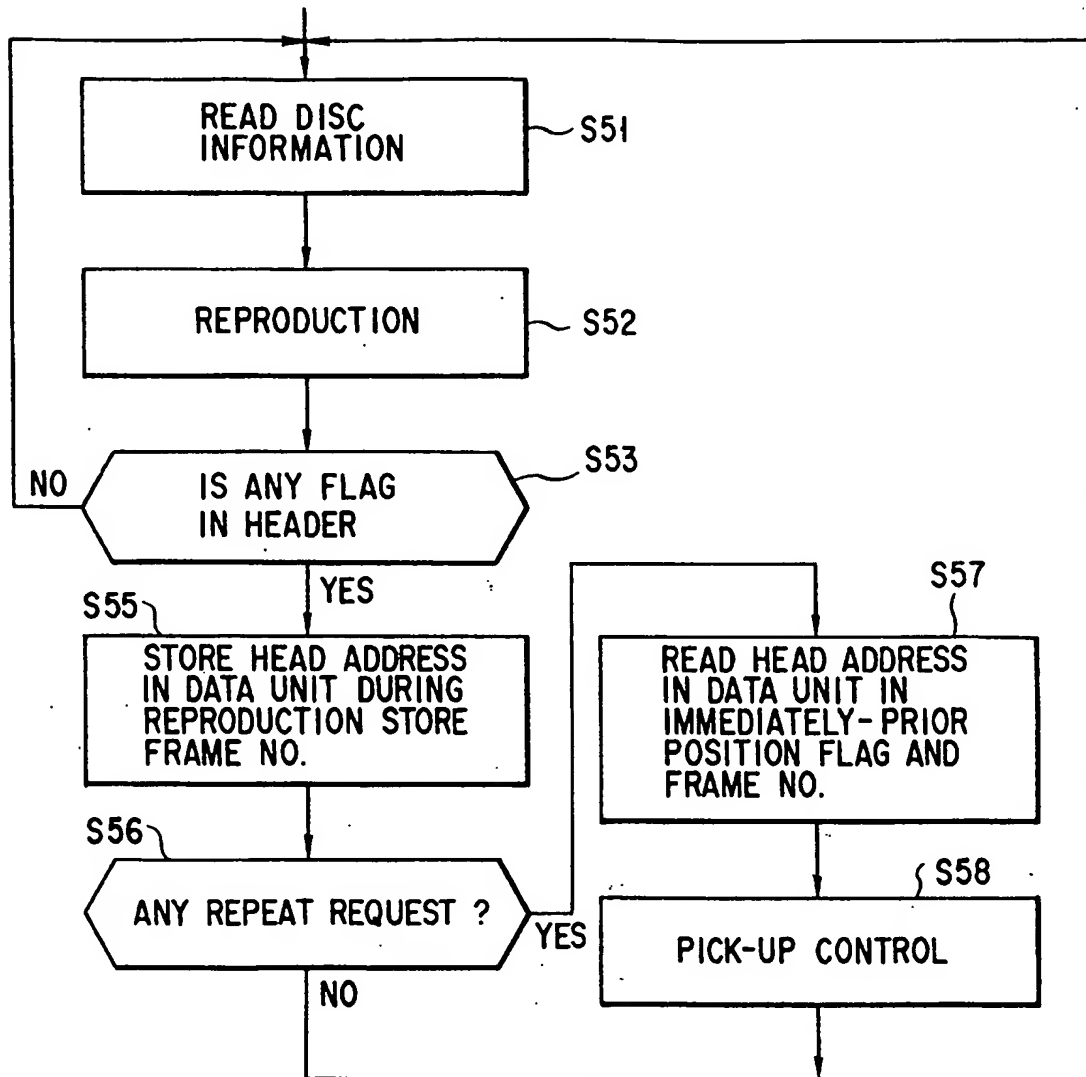 READ DISC
INFORMATION
S51
REPRODUCTION
S52
S53
NO
IS ANY FLAG
IN HEADER
YES
S55
STORE HEAD ADDRESS
IN DATA UNIT DURING
REPRODUCTION STORE
FRAME NO.
S56
ANY REPEAT REQUEST ?
YES
NO
S57
READ HEAD ADDRESS
IN DATA UNIT IN
IMMEDIATELY-PRIOR
POSITION FLAG AND
FRAME NO.
S58
PICK-UP CONTROL